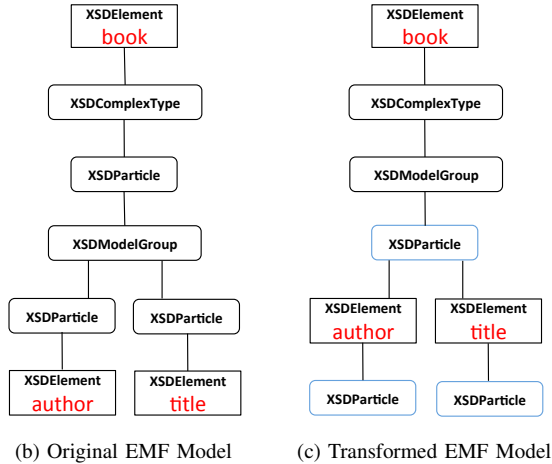 XSDElement
book
XSDComplexType
XSDParticle
XSDModelGroup
XSDParticle
XSDParticle
XSDElement
author
XSDElement
title
(b) Original EMF Model
XSDElement
book
XSDComplexType
XSDModelGroup
XSDParticle
XSDElement
author
XSDElement
title
XSDParticle
XSDParticle
(c) Transformed EMF Model